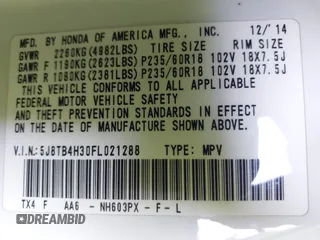 MFD. BY HONDA OF AMERICA MFG., INC. 12/'14
GVWR 2260KG(4982LBS) TIRE SIZE RIM SIZE
GAWR F 1190KG(2623LBS) P235/60R18 102V 18X7.5J
GAWR R 1080KG(2381LBS) P235/60R18 102V 18X7.5J
THIS VEHICLE CONFORMS TO ALL APPLICABLE
FEDERAL MOTOR VEHICLE SAFETY AND BUMPER
AND THEFT PREVENTION STANDARDS IN EFFECT ON
THE DATE OF MANUFACTURE SHOWN ABOVE.
V.I.N.:5J8TB4H30FL021288 TYPE: MPV
TX4 F AA6 - NH603PX - F - L
DREAMBID